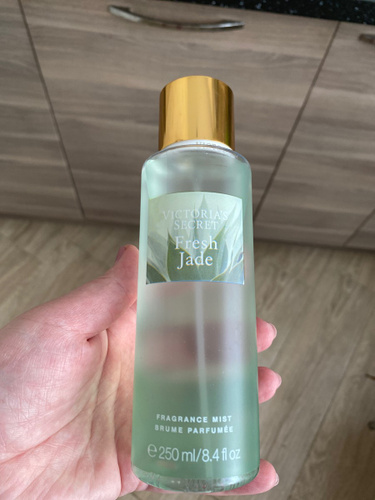 VICTORIA'S
SECRET
Fresh
Jade
FRAGRANCE MIST
BRUME PARFUMÉE
℮ 250 ml/8.4 fl oz